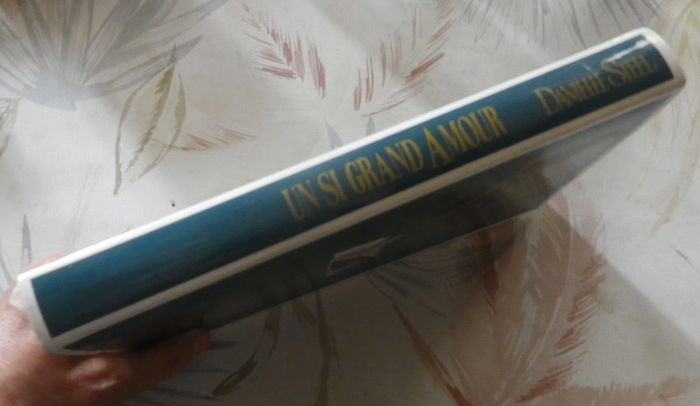 UN SI GRAND AMOUR
DANIELLE STEEL